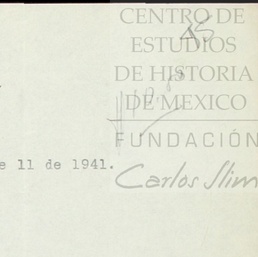 CENTRO DE
ESTUDIOS
DE HISTORIA
DE MEXICO
FUNDACIÓN
Carlos Slim
e 11 de 1941.